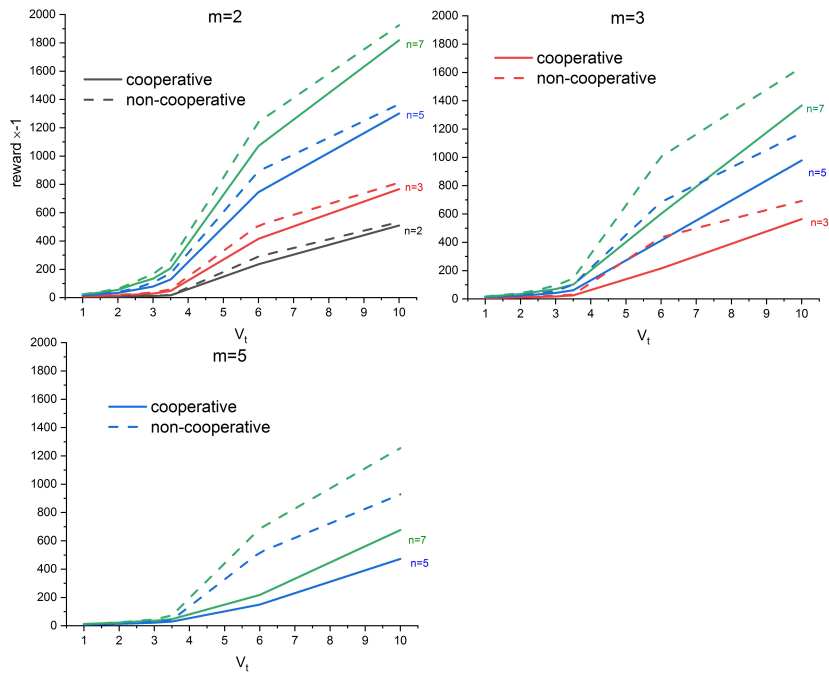 m=2
2000
1800
1600
1400
1200
1000
800
600
400
200
0
reward ×-1
cooperative
non-cooperative
n=7
n=5
n=3
n=2
1 2 3 4 5 6 7 8 9 10
Vt
m=3
2000
1800
1600
1400
1200
1000
800
600
400
200
0
cooperative
non-cooperative
n=7
n=5
n=3
1 2 3 4 5 6 7 8 9 10
Vt
m=5
2000
1800
1600
1400
1200
1000
800
600
400
200
0
cooperative
non-cooperative
n=7
n=5
1 2 3 4 5 6 7 8 9 10
Vt